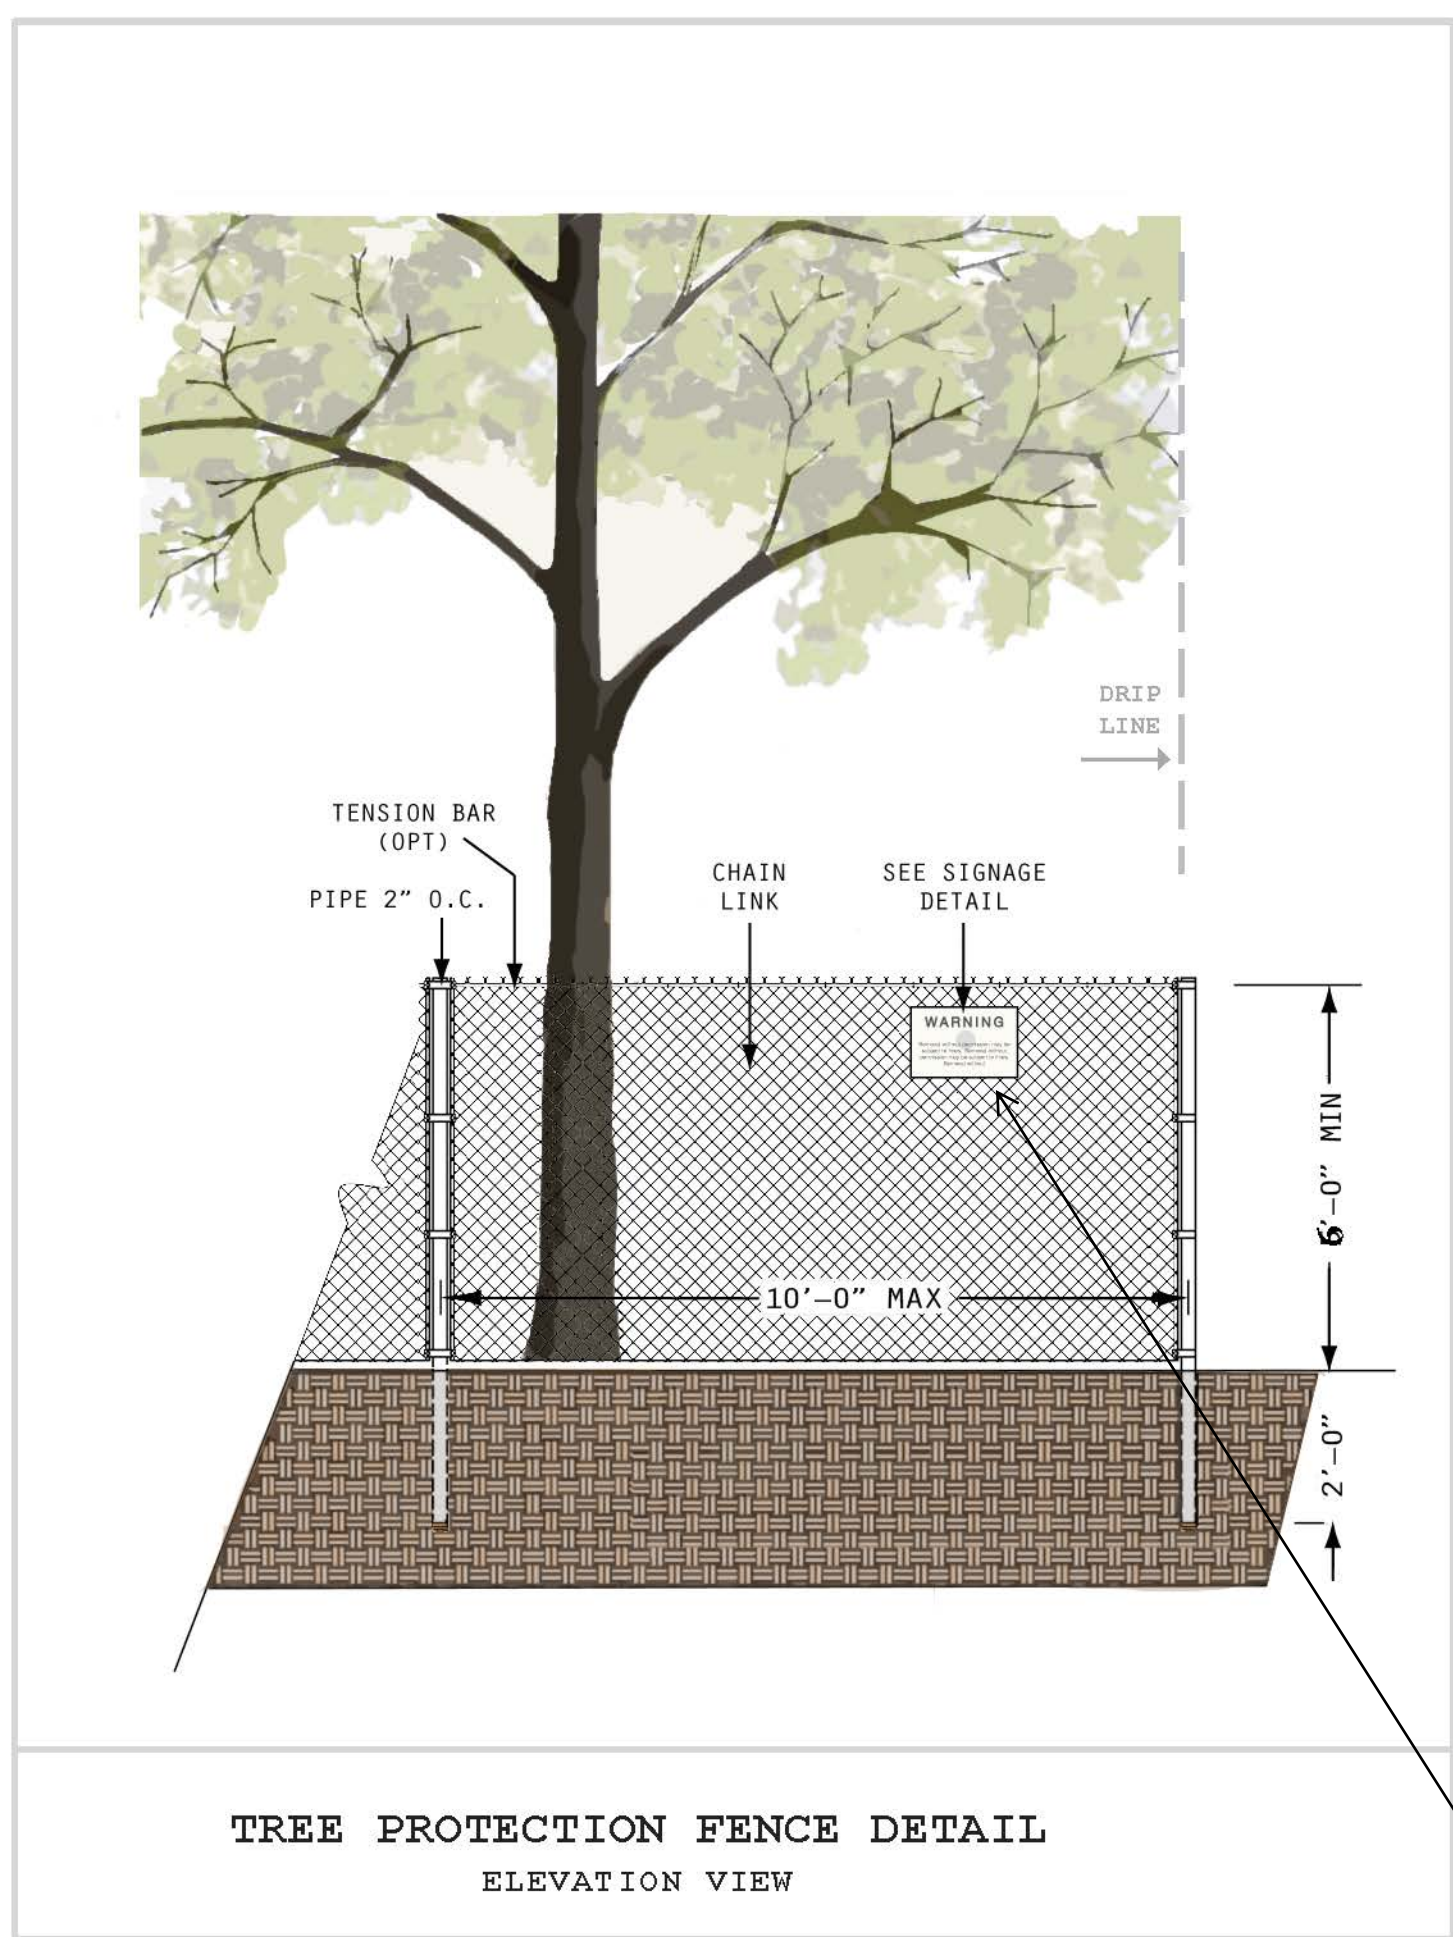 DRIP
LINE
TENSION BAR
(OPT)
PIPE 2” O.C.
CHAIN
LINK
SEE SIGNAGE
DETAIL
WARNING
6’–0” MIN
10’–0” MAX
2’–0”
TREE PROTECTION FENCE DETAIL
ELEVATION VIEW